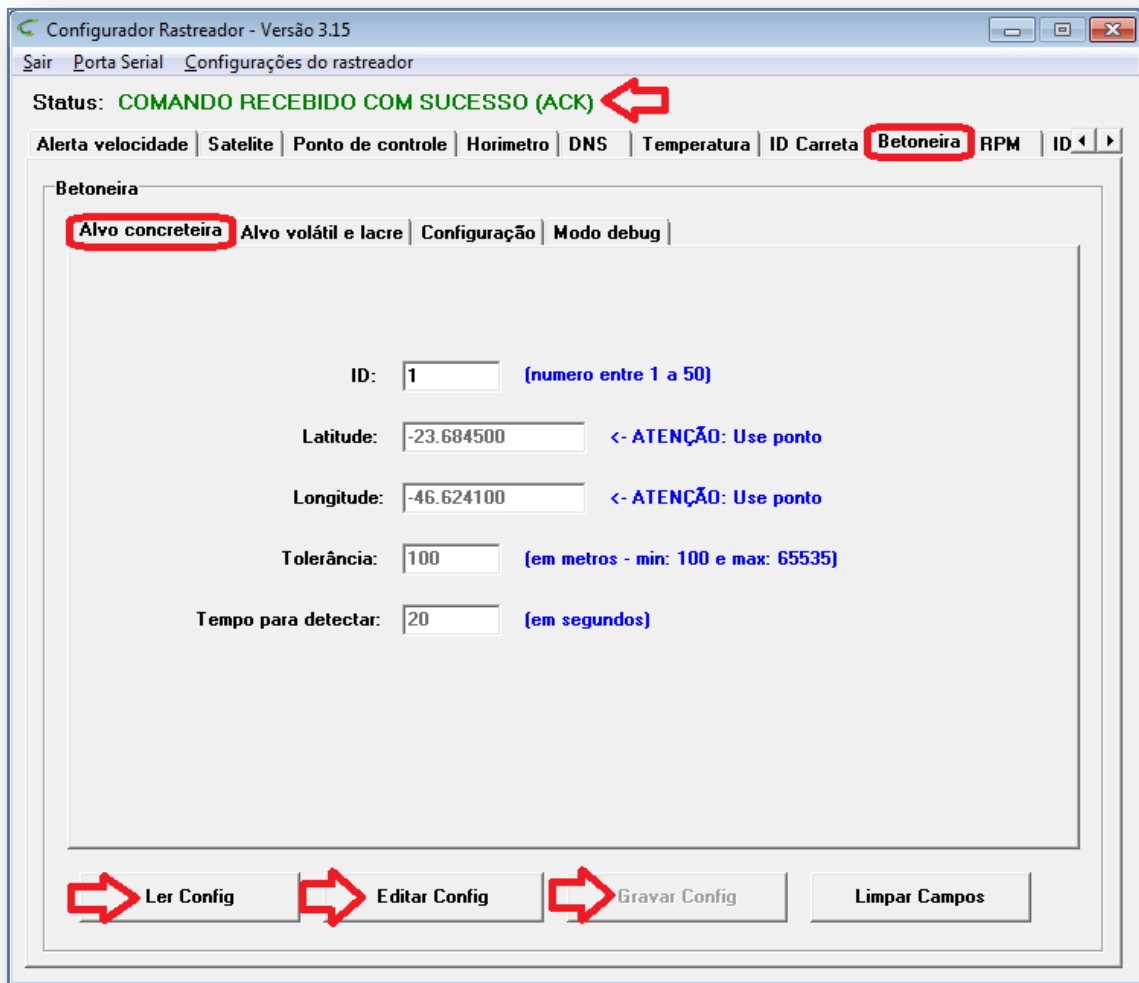 Configurador Rastreador - Versão 3.15
Sair Porta Serial Configurações do rastreador
Status: COMANDO RECEBIDO COM SUCESSO (ACK)
Alerta velocidade Satelite Ponto de controle Horimetro DNS Temperatura ID Carreta Betoneira RPM ID
Betoneira
Alvo concreteira Alvo volátil e lacre Configuração Modo debug
ID: 1 (numero entre 1 a 50)
Latitude: -23.684500 <- ATENÇÃO: Use ponto
Longitude: -46.624100 <- ATENÇÃO: Use ponto
Tolerância: 100 (em metros - min: 100 e max: 65535)
Tempo para detectar: 20 (em segundos)
Ler Config Editar Config Gravar Config Limpar Campos